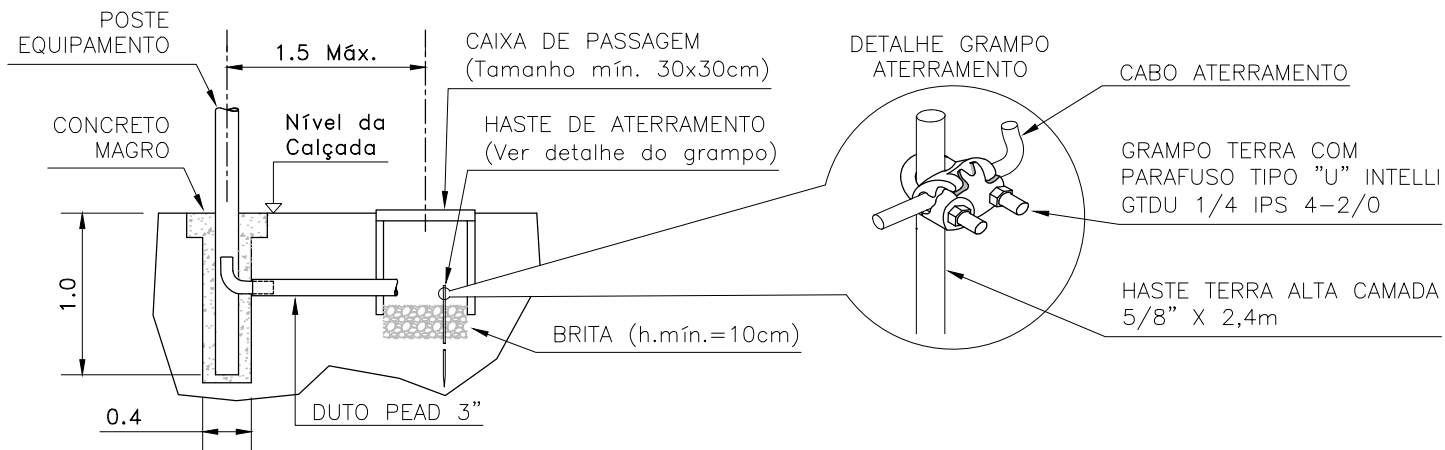 POSTE
EQUIPAMENTO
1.5 Máx.
CAIXA DE PASSAGEM
(Tamanho mín. 30x30cm)
DETALHE GRAMPO
ATERRAMENTO
CABO ATERRAMENTO
CONCRETO
MAGRO
Nível da
Calçada
HASTE DE ATERRAMENTO
(Ver detalhe do grampo)
GRAMPO TERRA COM
PARAFUSO TIPO "U" INTELLI
GTDU 1/4 IPS 4-2/0
1.0
HASTE TERRA ALTA CAMADA
5/8" X 2,4m
BRITA (h.mín.=10cm)
0.4
DUTO PEAD 3"